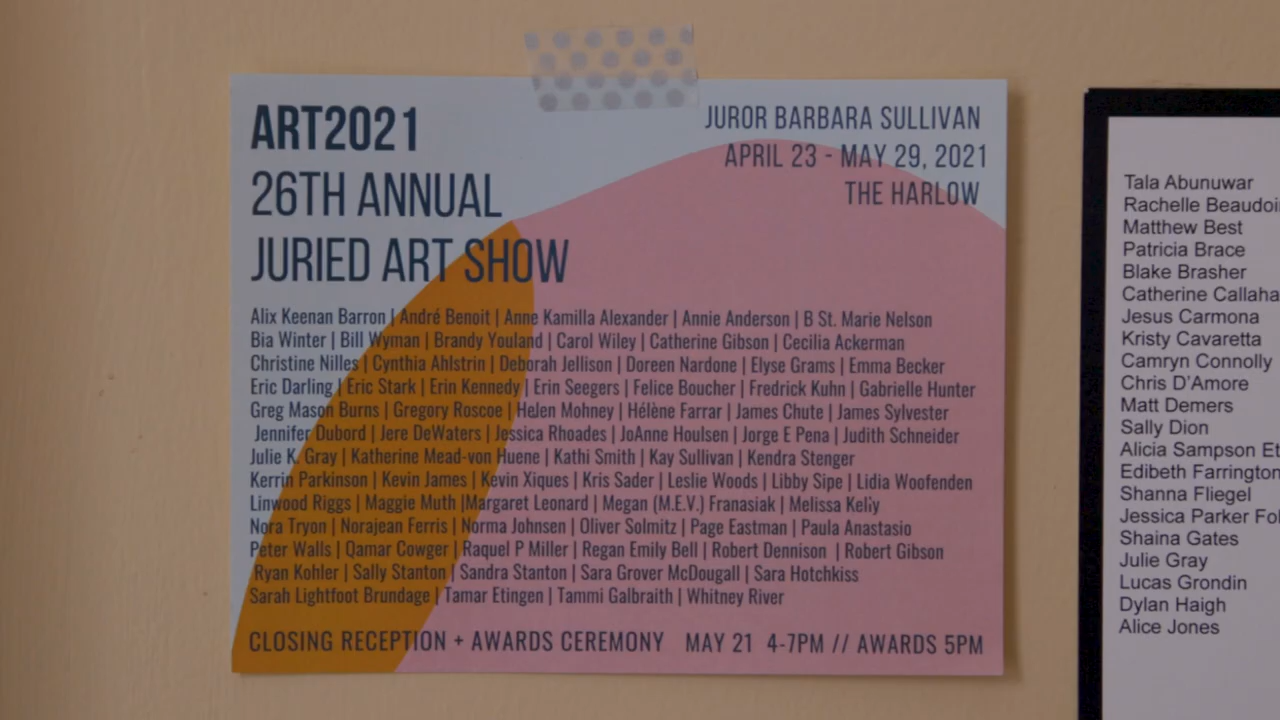 ART2021
26TH ANNUAL
JURIED ART SHOW
JUROR BARBARA SULLIVAN
APRIL 23 - MAY 29, 2021
THE HARLOW
Alix Keenan Barron | André Benoit | Anne Kamilla Alexander | Annie Anderson | B St. Marie Nelson
Bia Winter | Bill Wyman | Brandy Youland | Carol Wiley | Catherine Gibson | Cecilia Ackerman
Christine Nilles | Cynthia Ahlstrin | Deborah Jellison | Doreen Nardone | Elyse Grams | Emma Becker
Eric Darling | Eric Stark | Erin Kennedy | Erin Seegers | Felice Boucher | Fredrick Kuhn | Gabrielle Hunter
Greg Mason Burns | Gregory Roscoe | Helen Mohney | Hélène Farrar | James Chute | James Sylvester
Jennifer Dubord | Jere DeWaters | Jessica Rhoades | JoAnne Houlsen | Jorge E Pena | Judith Schneider
Julie K. Gray | Katherine Mead-von Huene | Kathi Smith | Kay Sullivan | Kendra Stenger
Kerrin Parkinson | Kevin James | Kevin Xiques | Kris Sader | Leslie Woods | Libby Sipe | Lidia Woofenden
Linwood Riggs | Maggie Muth |Margaret Leonard | Megan (M.E.V.) Franasiak | Melissa Kelly
Nora Tryon | Norajean Ferris | Norma Johnsen | Oliver Solmitz | Page Eastman | Paula Anastasio
Peter Walls | Qamar Cowger | Raquel P Miller | Regan Emily Bell | Robert Dennison | Robert Gibson
Ryan Kohler | Sally Stanton | Sandra Stanton | Sara Grover McDougall | Sara Hotchkiss
Sarah Lightfoot Brundage | Tamar Etingen | Tammi Galbraith | Whitney River
CLOSING RECEPTION + AWARDS CEREMONY MAY 21 4-7PM // AWARDS 5PM
Tala Abunuwar
Rachelle
Matthew Best
Patricia Brace
Blake Brasher
Catherine
Jesus Carmona
Kristy Cavaretta
Camryn Connolly
Chris D'Amore
Matt Demers
Sally Dion
Alicia Sampson
Edibeth Farrington
Shanna Fliegel
Jessica Parker
Shaina Gates
Julie Gray
Lucas Grondin
Dylan Haigh
Alice Jones